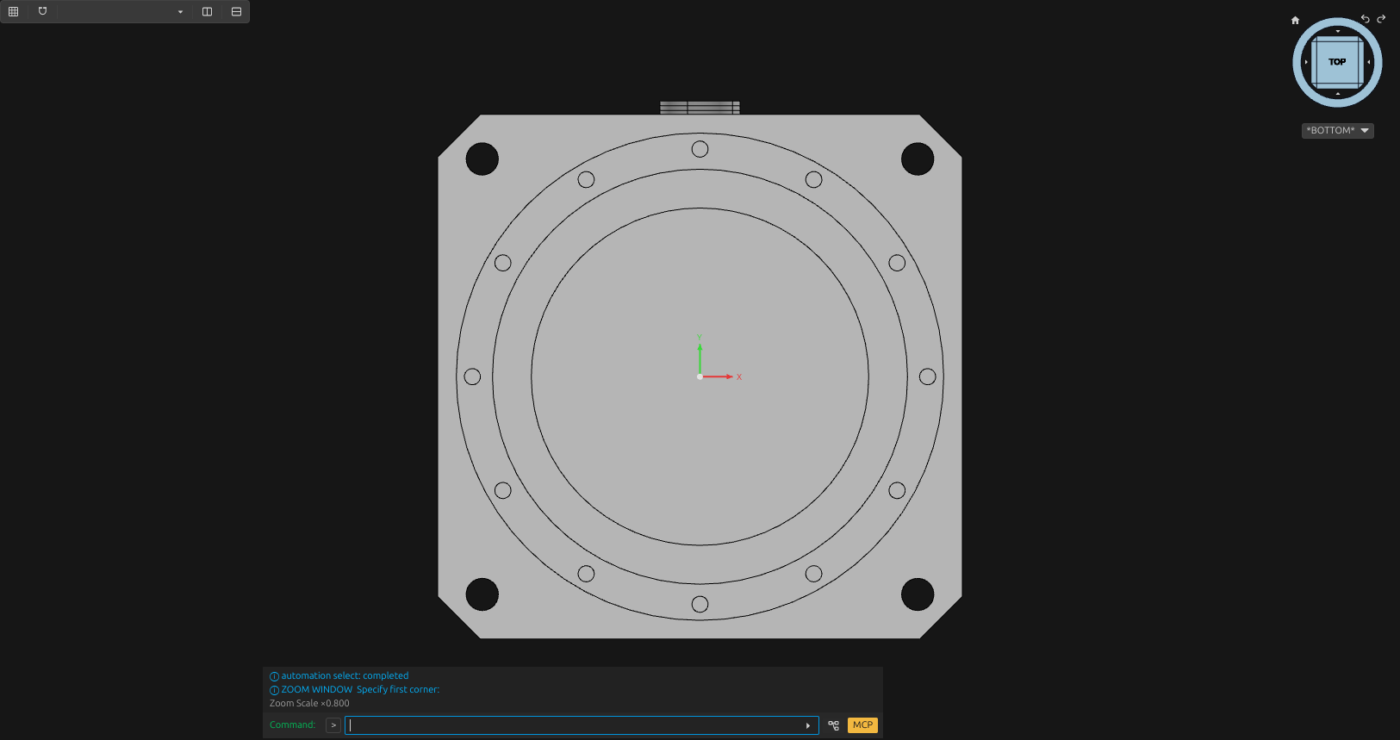 TOP
*BOTTOM*
Y
X
automation select: completed
ZOOM WINDOW  Specify first corner:
Zoom Scale ×0.800
Command:
>
MCP